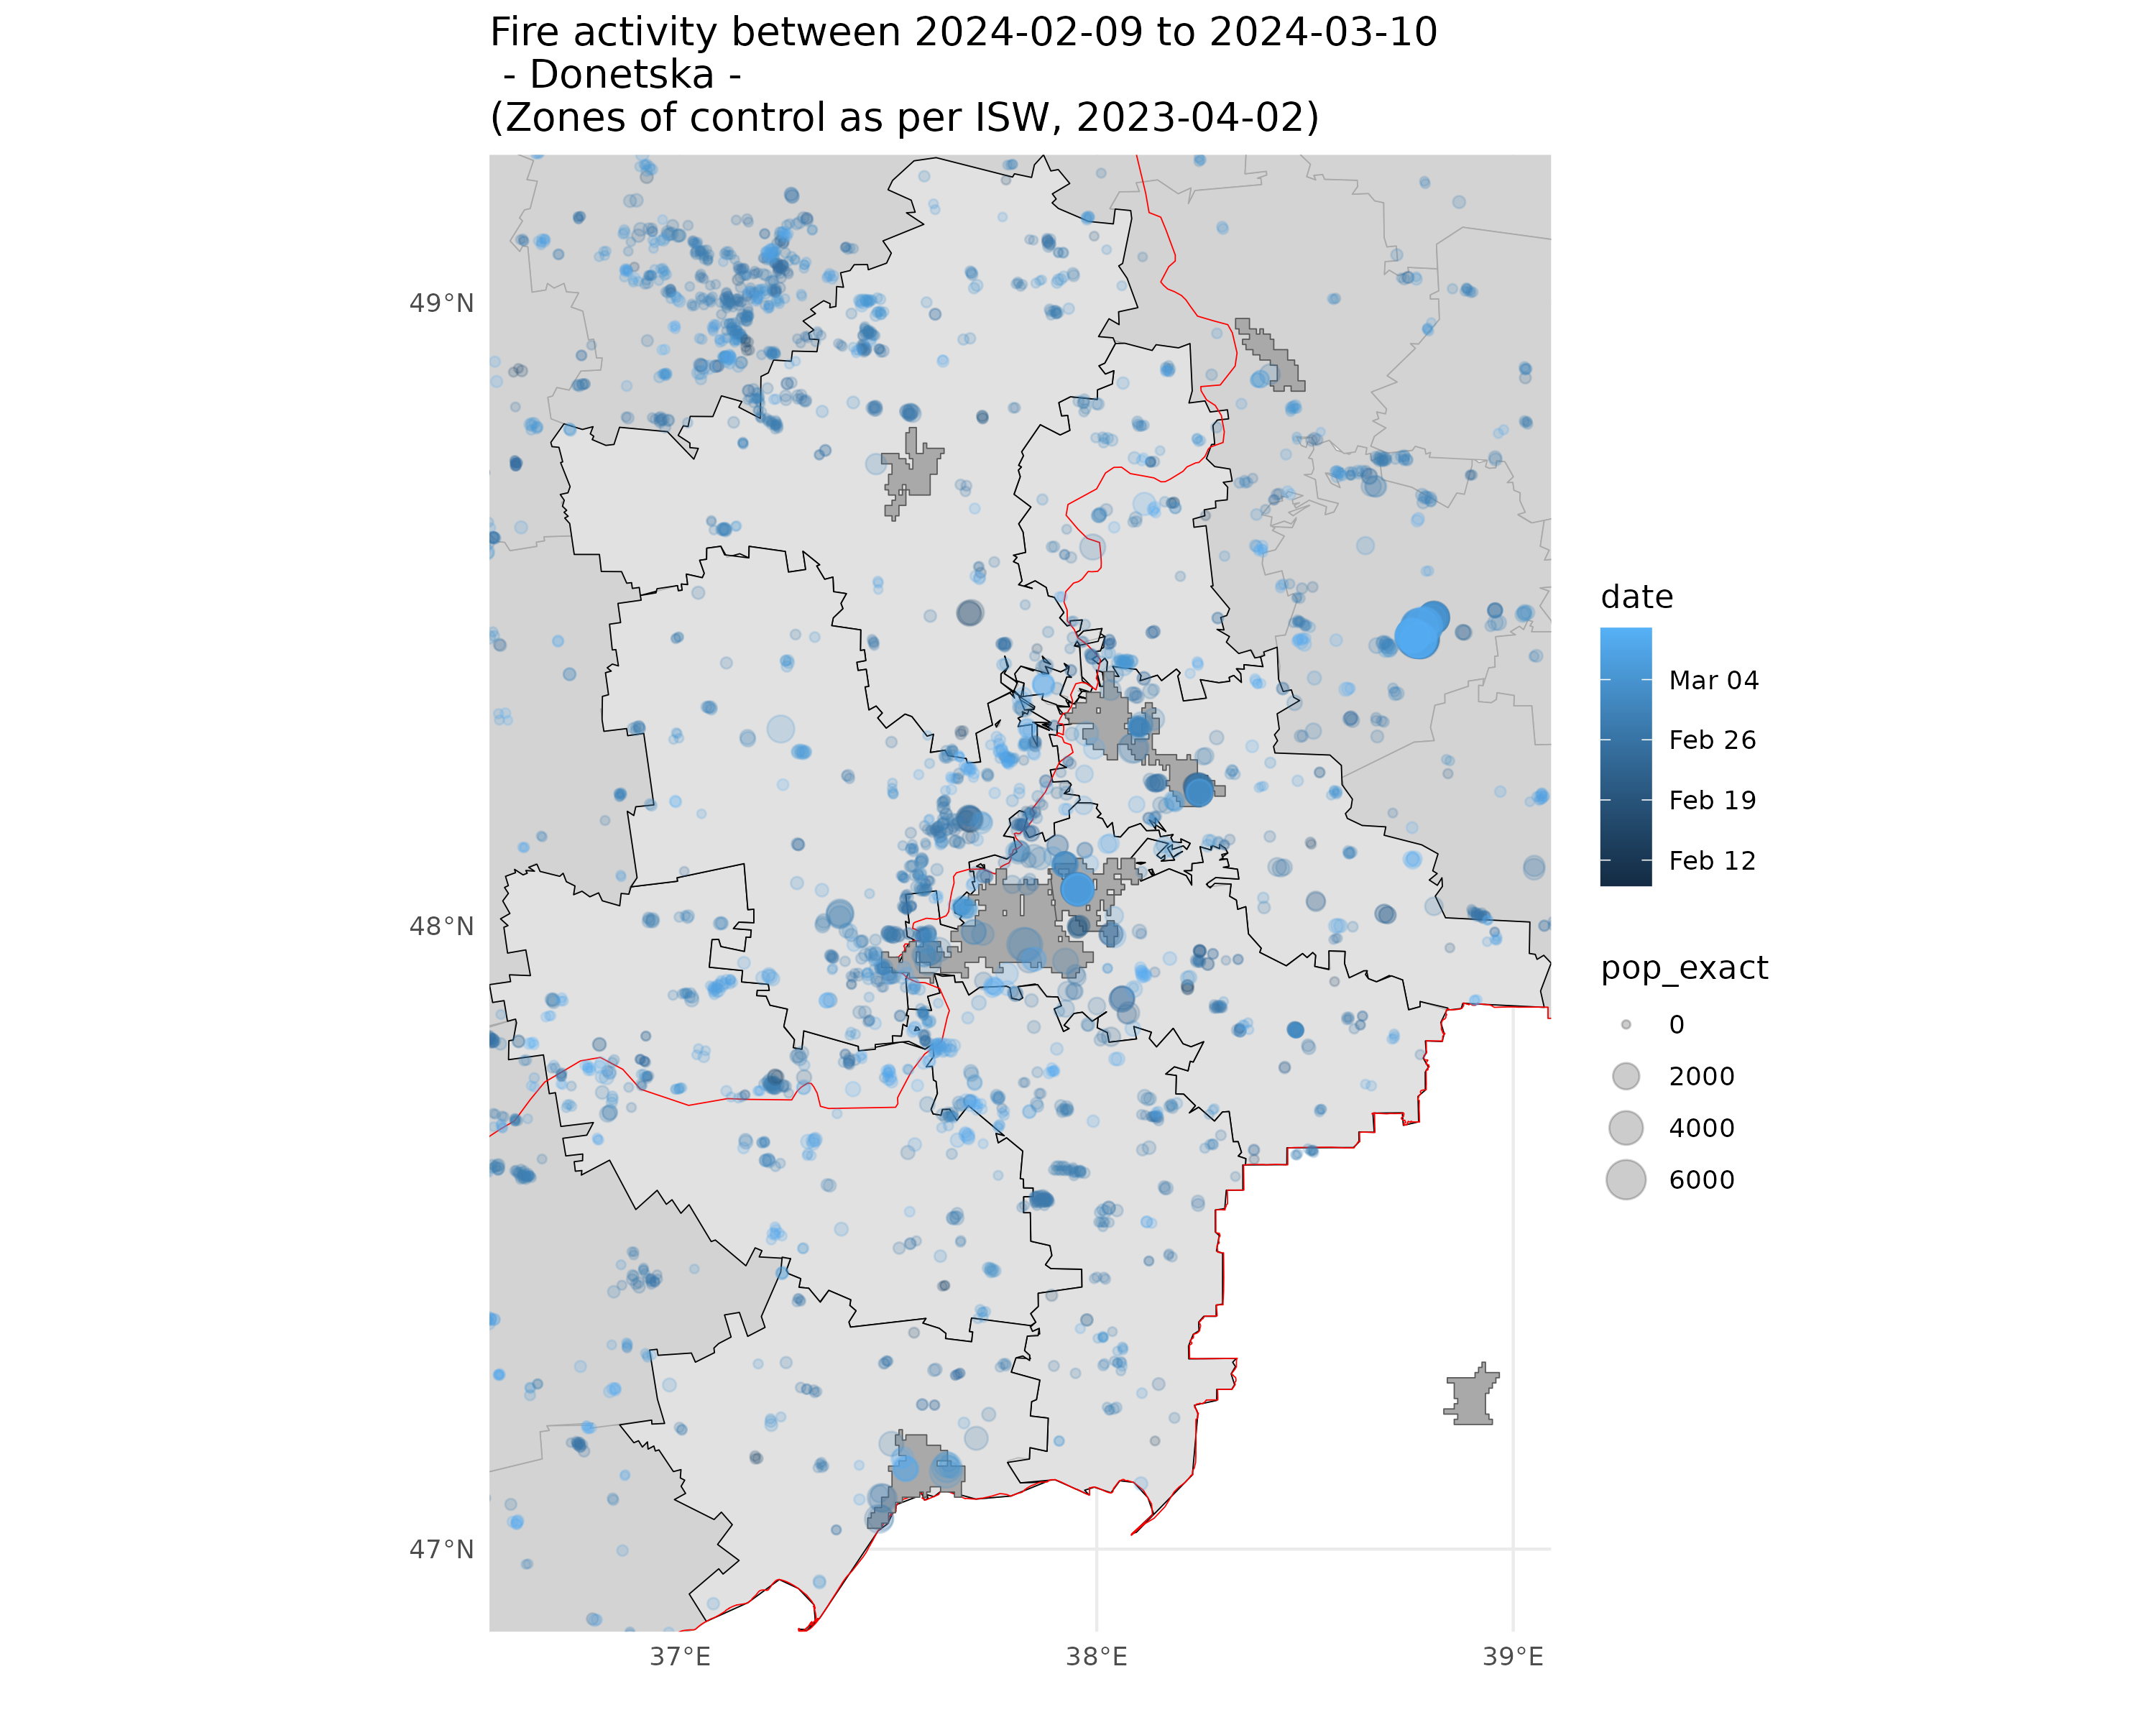 Fire activity between 2024-02-09 to 2024-03-10
- Donetska -
(Zones of control as per ISW, 2023-04-02)
49°N
48°N
47°N
37°E
38°E
39°E
date
Mar 04
Feb 26
Feb 19
Feb 12
pop_exact
0
2000
4000
6000